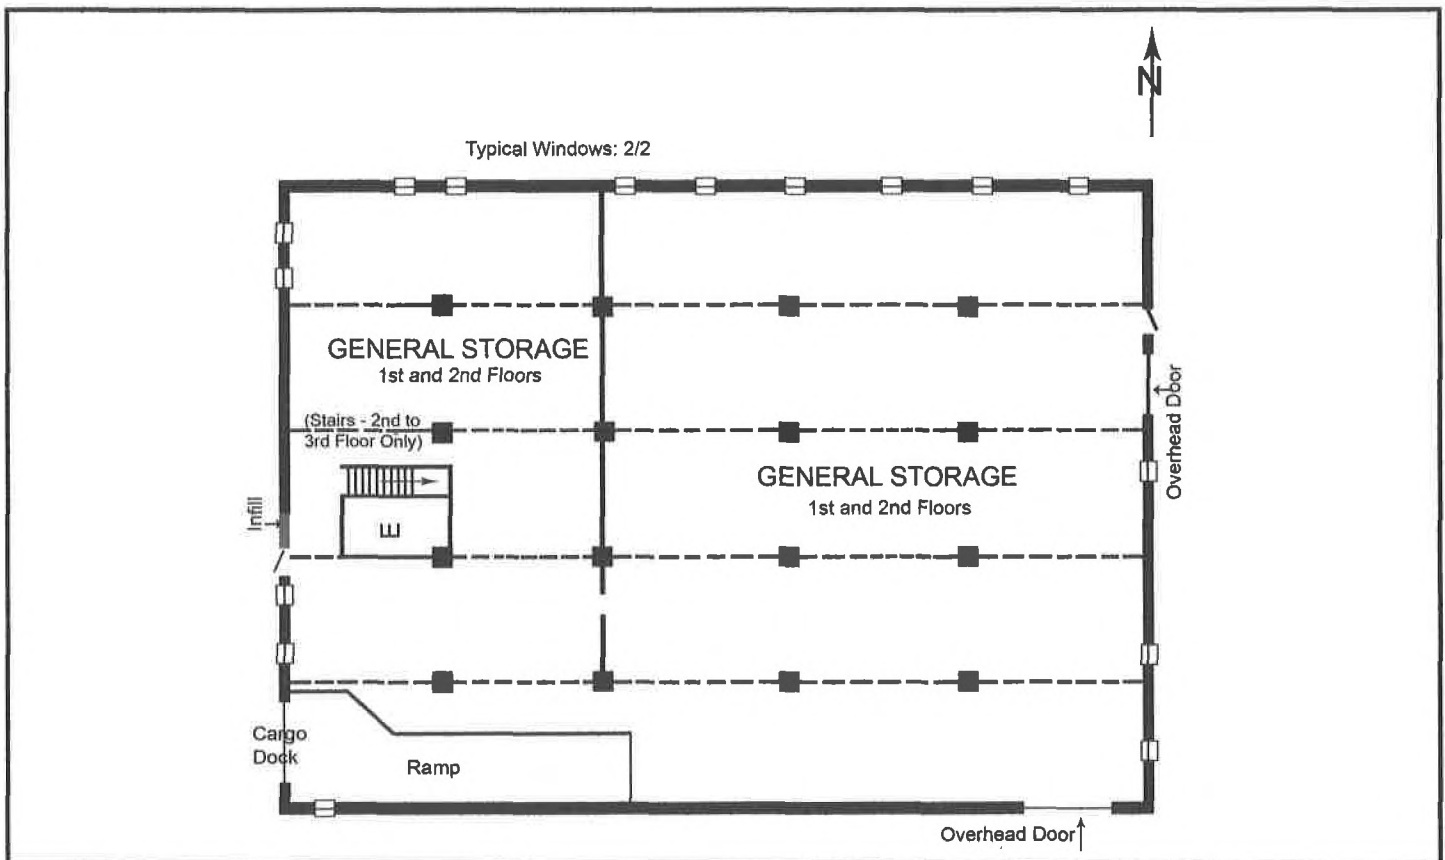 N
Typical Windows: 2/2
GENERAL STORAGE
1st and 2nd Floors
(Stairs - 2nd to
3rd Floor Only)
Overhead Door
GENERAL STORAGE
1st and 2nd Floors
Infill
E
Cargo
Dock
Ramp
Overhead Door